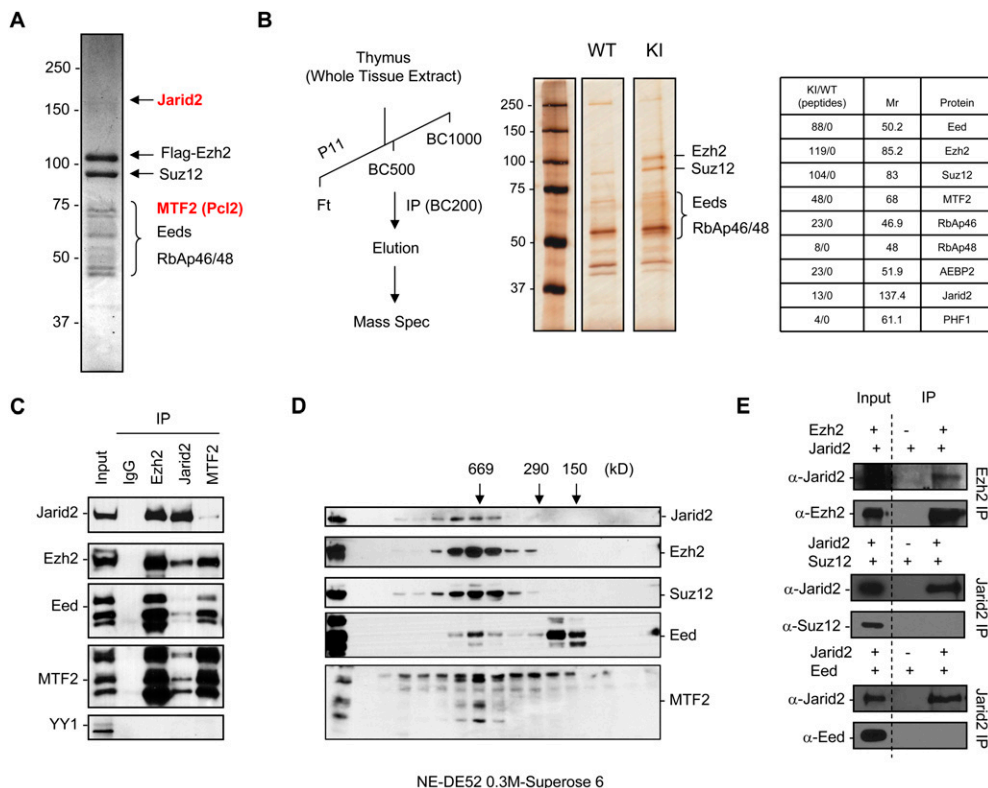 A
250 -
150 -
100 -
75 -
50 -
37 -
Jarid2
Flag-Ezh2
Suz12
MTF2 (Pcl2)
Eeds
RbAp46/48
B
Thymus
(Whole Tissue Extract)
P11
BC1000
BC500
Ft
IP (BC200)
Elution
Mass Spec
WT KI
250 -
150 -
100 -
75 -
50 -
37 -
Ezh2
Suz12
Eeds
RbAp46/48
KI/WT (peptides) Mr Protein
88/0 50.2 Eed
119/0 85.2 Ezh2
104/0 83 Suz12
48/0 68 MTF2
23/0 46.9 RbAp46
8/0 48 RbAp48
23/0 51.9 AEBP2
13/0 137.4 Jarid2
4/0 61.1 PHF1
C
IP
Input IgG Ezh2 Jarid2 MTF2
Jarid2
Ezh2
Eed
MTF2
YY1
D
669 290 150 (kD)
Jarid2
Ezh2
Suz12
Eed
MTF2
NE-DE52 0.3M-Superose 6
E
Input IP
Ezh2 + - +
Jarid2 + + +
α-Jarid2
α-Ezh2
Ezh2 IP
Jarid2 + - +
Suz12 + + +
α-Jarid2
α-Suz12
Jarid2 IP
Jarid2 + - +
Eed + + +
α-Jarid2
α-Eed
Jarid2 IP